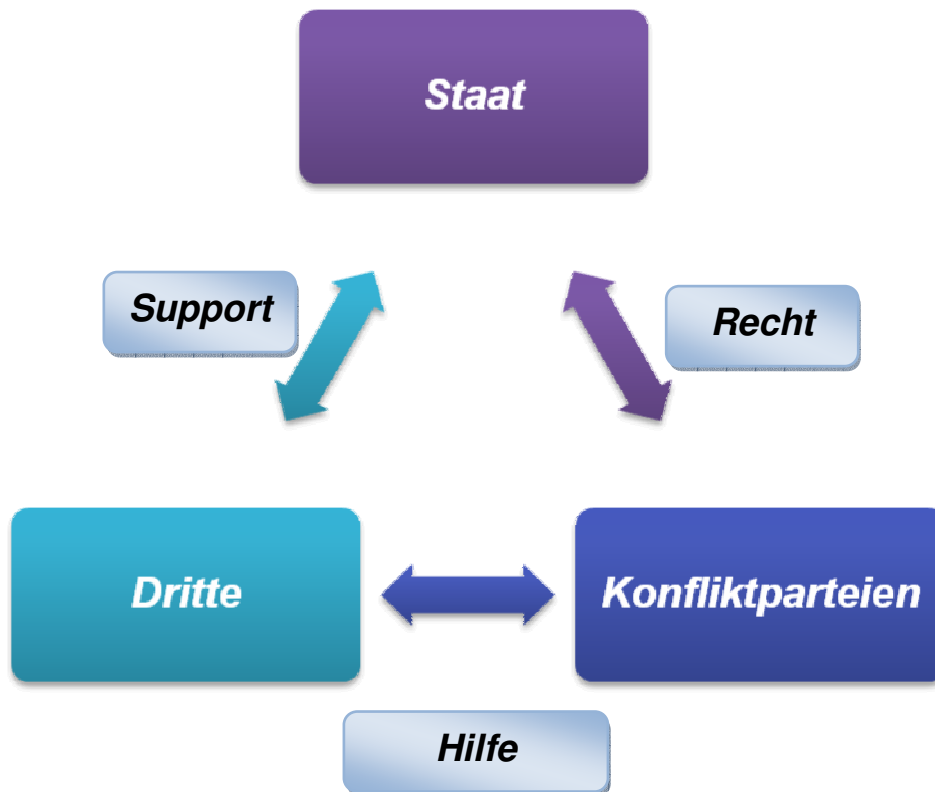 Staat
Support
Recht
Dritte
Konfliktparteien
Hilfe